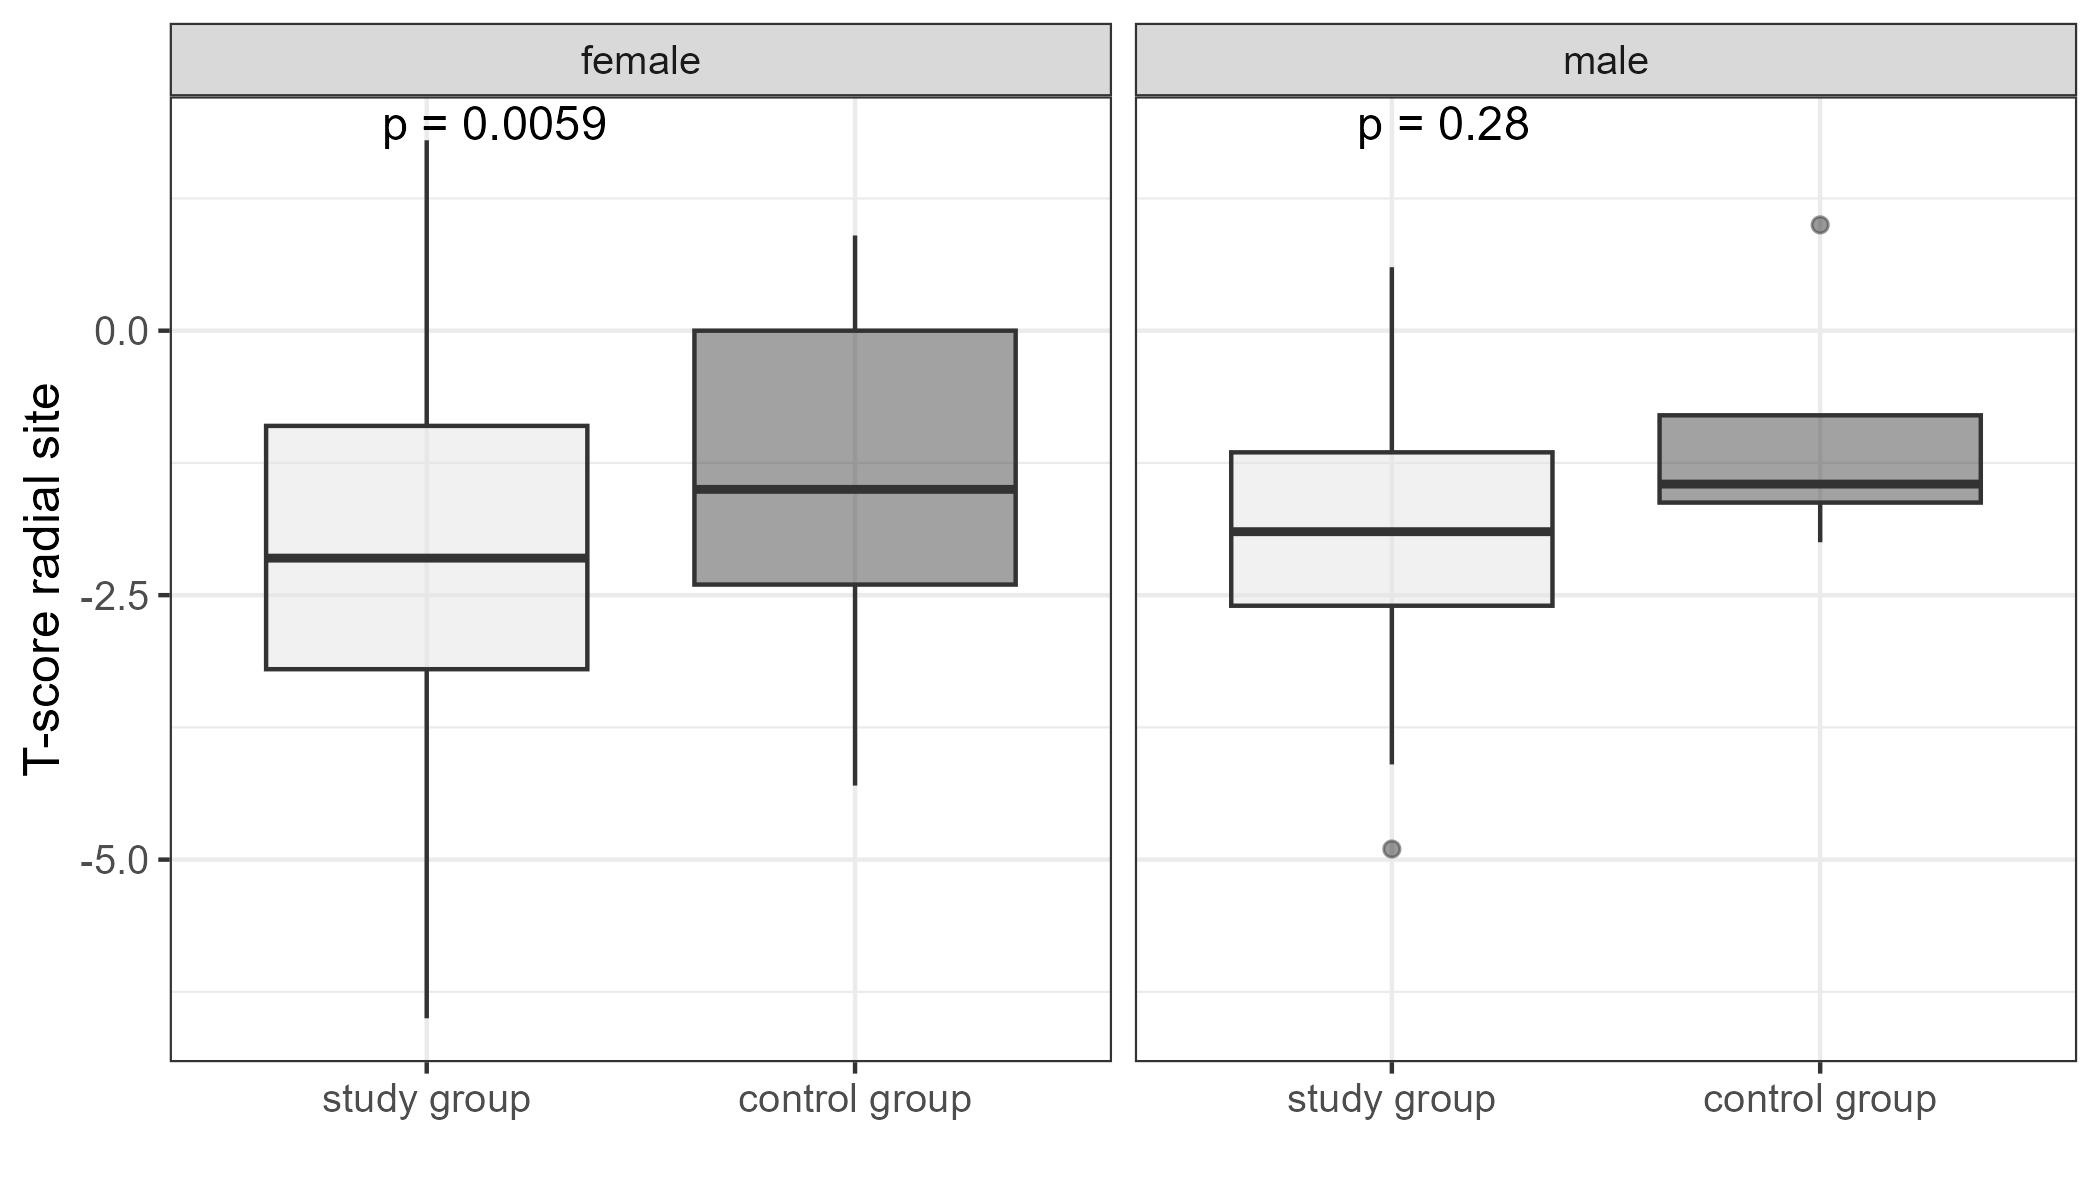 female
male
p = 0.0059
p = 0.28
T-score radial site
0.0
-2.5
-5.0
study group
control group
study group
control group